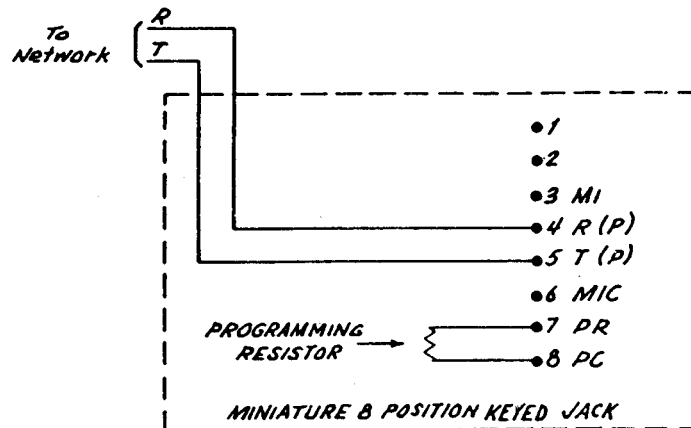 R
To
Network
T
1
2
3 MI
4 R (P)
5 T (P)
6 MIC
7 PR
PROGRAMMING
RESISTOR
8 PC
MINIATURE 8 POSITION KEYED JACK